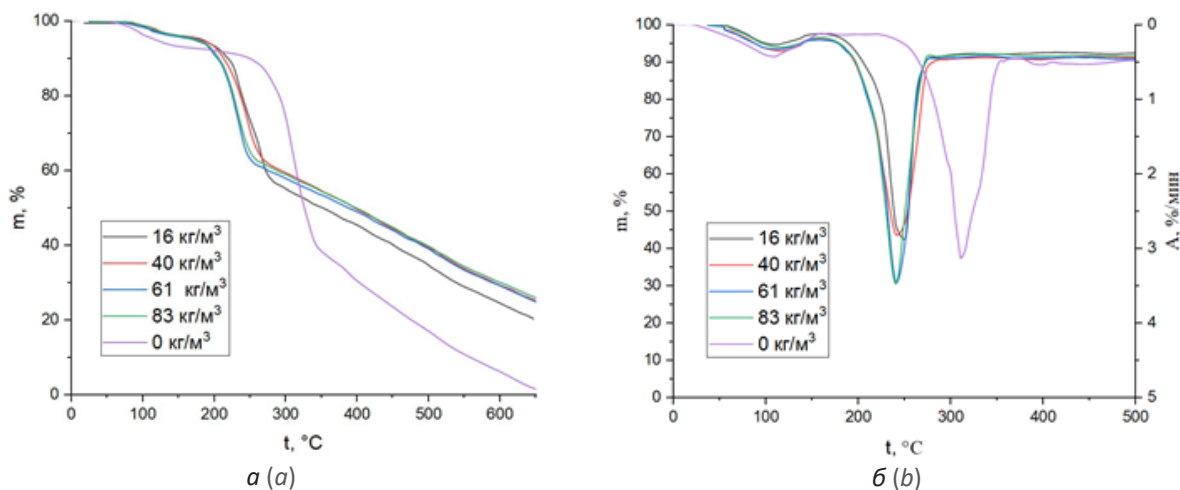 100
80
60
40
20
0
m, %
16 кг/м³
40 кг/м³
61 кг/м³
83 кг/м³
0 кг/м³
0 100 200 300 400 500 600
t, °C
а (a)
100
90
80
70
60
50
40
30
20
10
0
m, %
16 кг/м³
40 кг/м³
61 кг/м³
83 кг/м³
0 кг/м³
0
1
2
3
4
5
A, %/мин
0 100 200 300 400 500
t, °C
б (b)